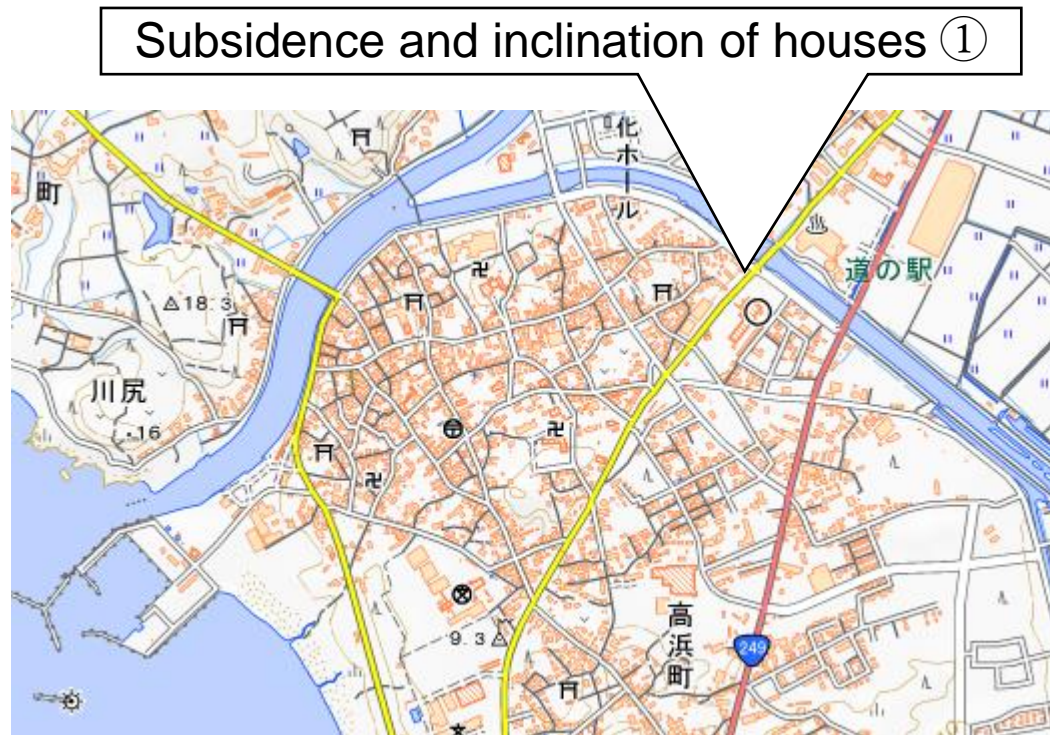 Subsidence and inclination of houses ①
化ホール
町
道の駅
18.3
川尻
16
高浜町
249
9.3